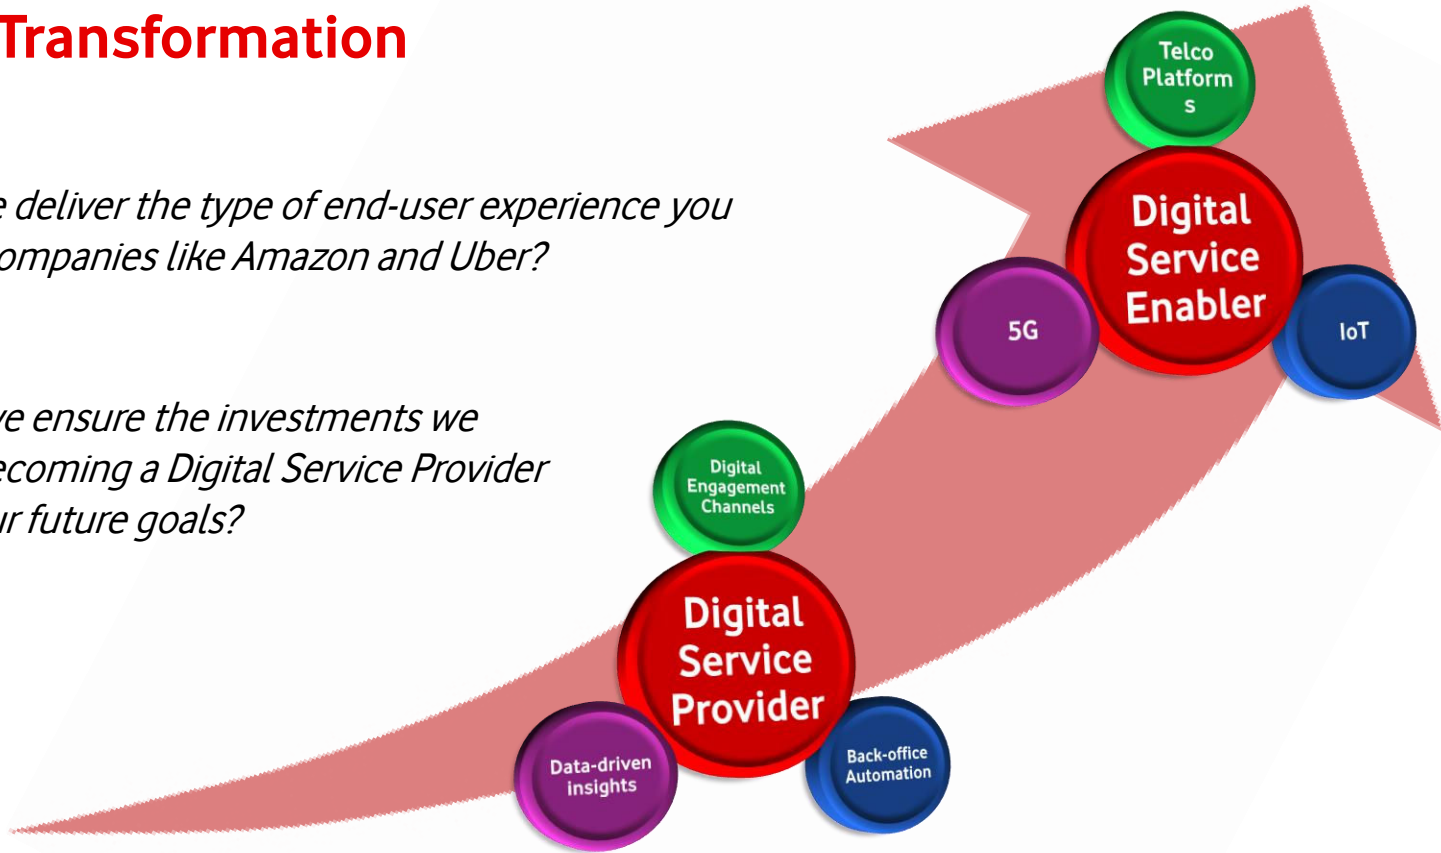 Transformation
e deliver the type of end-user experience you
ompanies like Amazon and Uber?
ve ensure the investments we
ecoming a Digital Service Provider
ur future goals?
Telco
Platform
s
Digital
Service
Enabler
5G
IoT
Digital
Engagement
Channels
Digital
Service
Provider
Data-driven
insights
Back-office
Automation